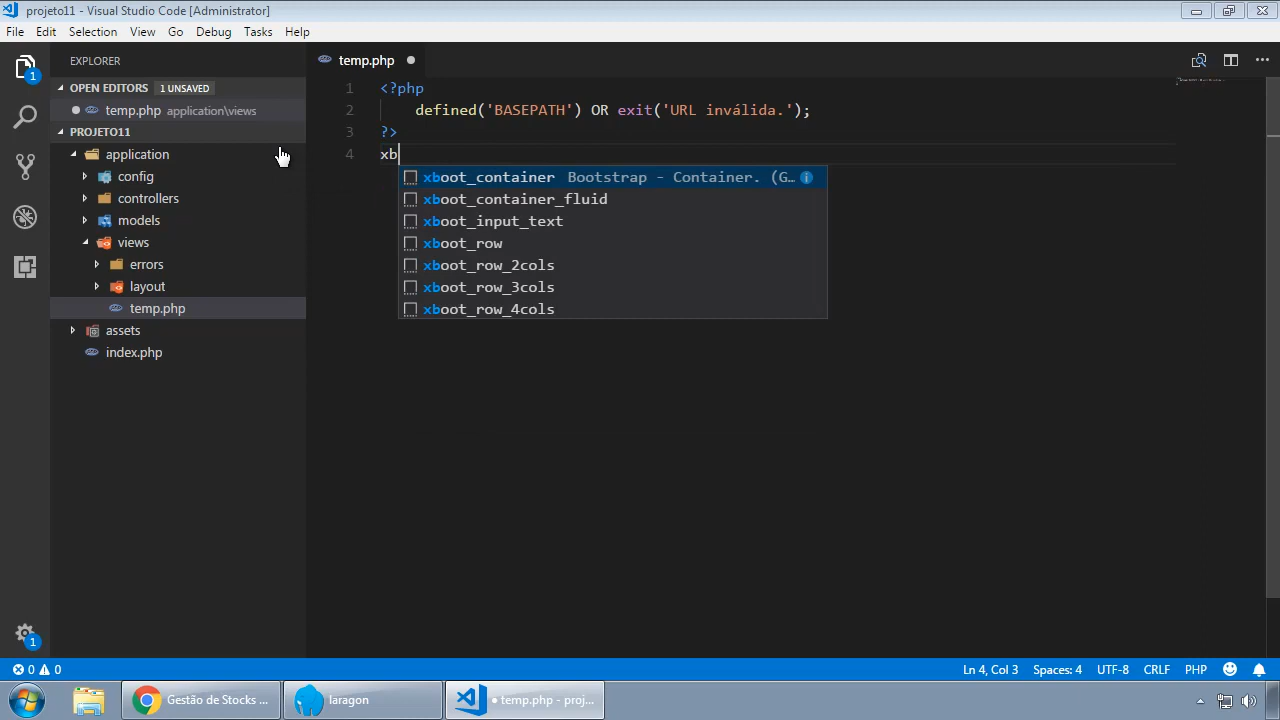 projeto11 - Visual Studio Code [Administrator]
File Edit Selection View Go Debug Tasks Help
EXPLORER
OPEN EDITORS 1 UNSAVED
temp.php application\views
PROJETO11
application
config
controllers
models
views
errors
layout
temp.php
assets
index.php
1
1
temp.php
1 <?php
2 defined('BASEPATH') OR exit('URL inválida.');
3 ?>
4 xb
xboot_container Bootstrap - Container. (G…
xboot_container_fluid
xboot_input_text
xboot_row
xboot_row_2cols
xboot_row_3cols
xboot_row_4cols
0 0
Ln 4, Col 3 Spaces: 4 UTF-8 CRLF PHP
Gestão de Stocks ...
laragon
• temp.php - proj...